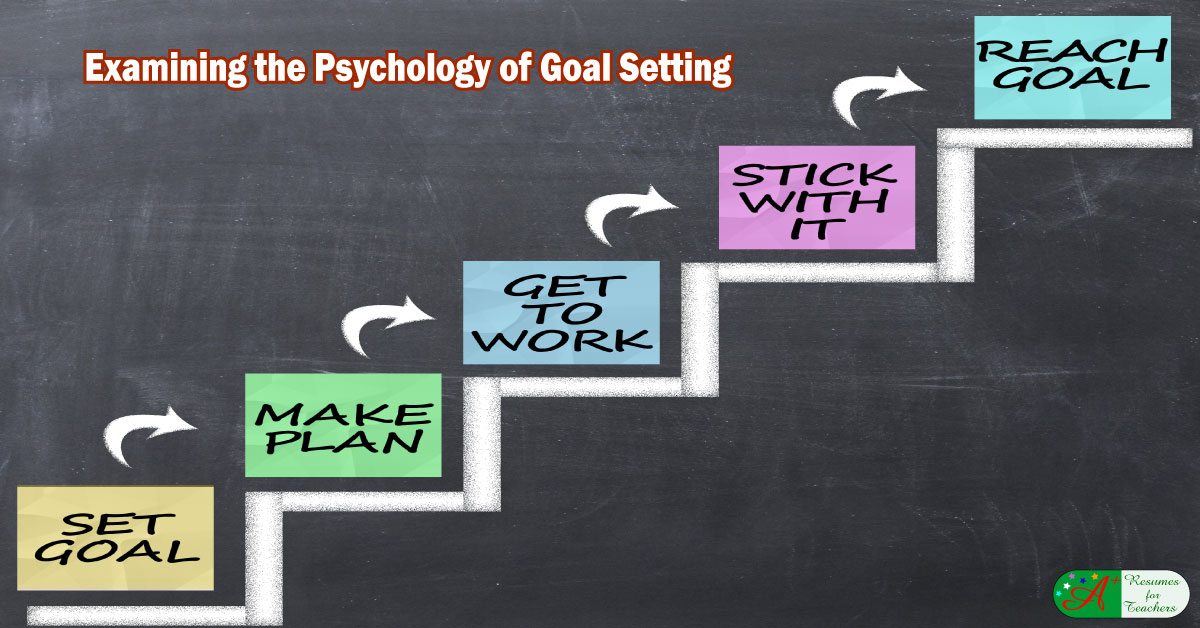 Examining the Psychology of Goal Setting
SET
GOAL
MAKE
PLAN
GET
TO
WORK
STICK
WITH
IT
REACH
GOAL
A+
Resumes
for
Teachers